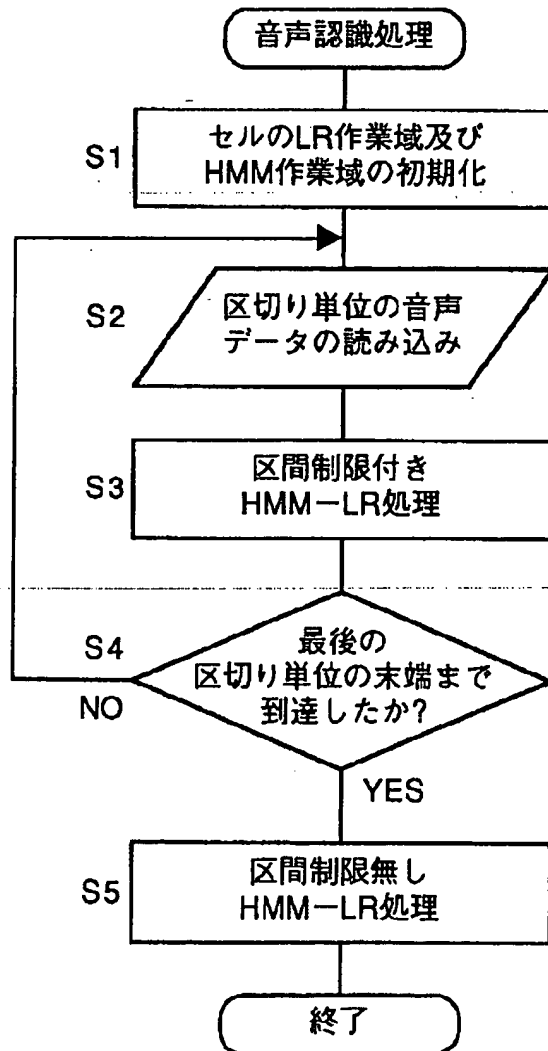 音声認識処理
S1
セルのLR作業域及び
HMM作業域の初期化
S2
区切り単位の音声
データの読み込み
S3
区間制限付き
HMM－LR処理
S4
最後の
区切り単位の末端まで
到達したか?
NO
YES
S5
区間制限無し
HMM－LR処理
終了